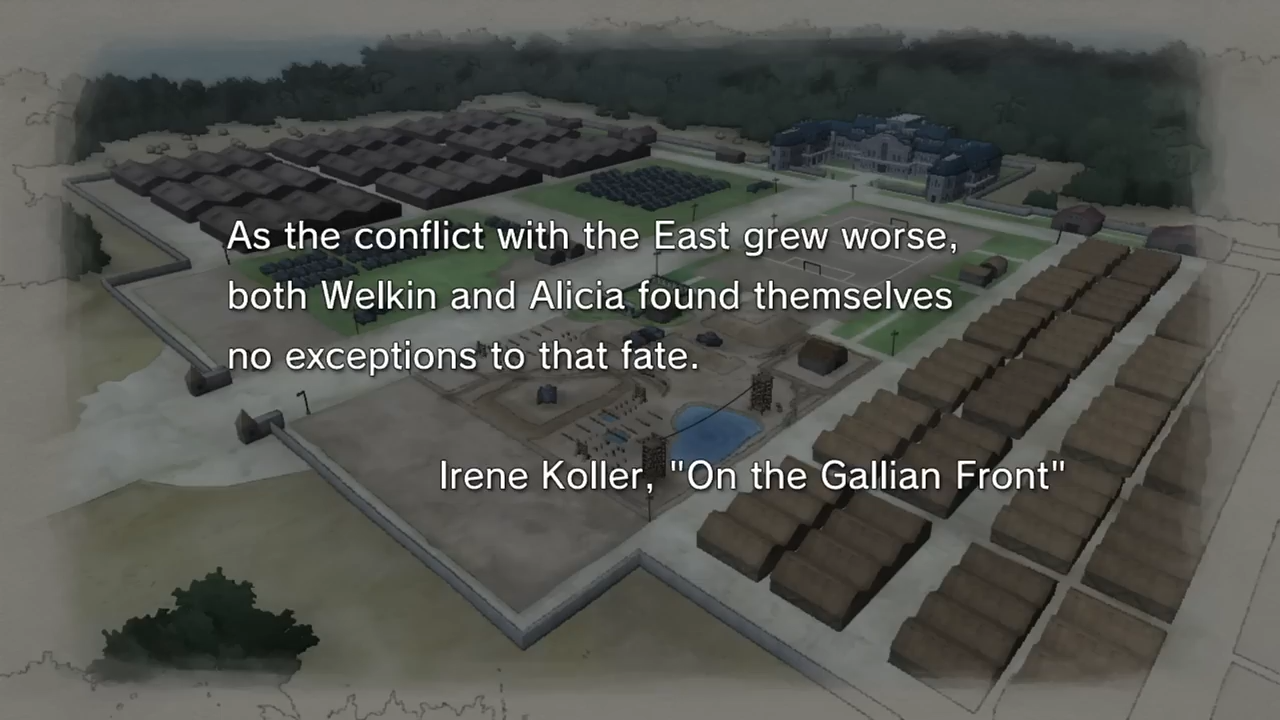 As the conflict with the East grew worse,
both Welkin and Alicia found themselves
no exceptions to that fate.
Irene Koller, "On the Gallian Front"